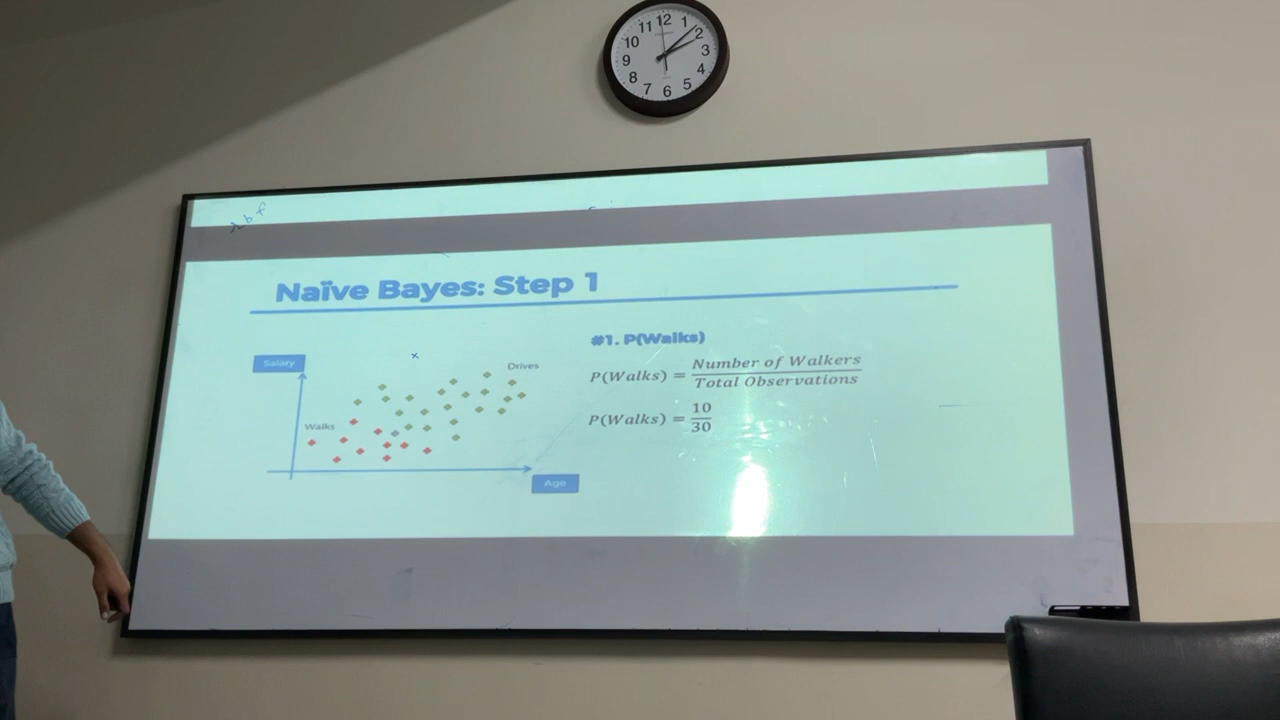 11 12 1
10 2
9 3
8 4
7 6 5
λ b f
Naïve Bayes: Step 1
#1. P(Walks)
Salary
Drives
P(Walks) = Number of Walkers / Total Observations
P(Walks) = 10 / 30
Walks
Age